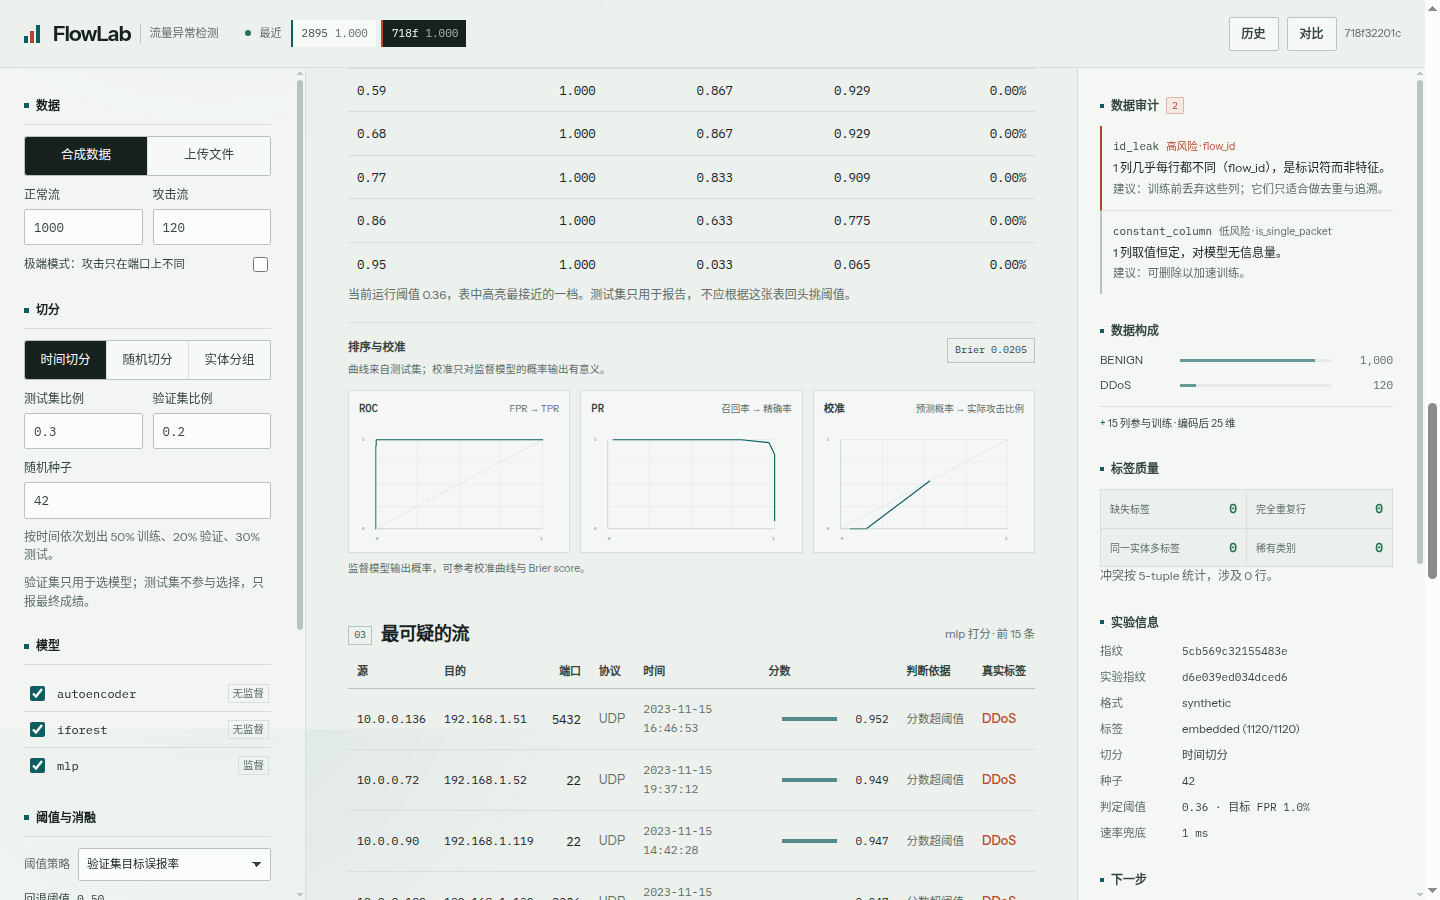 FlowLab 流量异常检测 最近 2895 1.000 718f 1.000 历史 对比 718f32201c
数据
合成数据 上传文件
正常流 攻击流
1000 120
极端模式：攻击只在端口上不同
切分
时间切分 随机切分 实体分组
测试集比例 验证集比例
0.3 0.2
随机种子
42
按时间依次划出 50% 训练、20% 验证、30%
测试。
验证集只用于选模型；测试集不参与选择，只
报最终成绩。
模型
autoencoder 无监督
iforest 无监督
mlp 监督
阈值与消融
阈值策略 验证集目标误报率
回退阈值 0.50
0.59 1.000 0.867 0.929 0.00%
0.68 1.000 0.867 0.929 0.00%
0.77 1.000 0.833 0.909 0.00%
0.86 1.000 0.633 0.775 0.00%
0.95 1.000 0.033 0.065 0.00%
当前运行阈值 0.36，表中高亮最接近的一档。测试集只用于报告， 不应根据这张表回头挑阈值。
排序与校准 Brier 0.0205
曲线来自测试集；校准只对监督模型的概率输出有意义。
ROC FPR → TPR
1
0
0 1
PR 召回率 → 精确率
1
0
0 1
校准 预测概率 → 实际攻击比例
1
0
0 1
监督模型输出概率，可参考校准曲线与 Brier score。
03 最可疑的流 mlp 打分 · 前 15 条
源 目的 端口 协议 时间 分数 判断依据 真实标签
10.0.0.136 192.168.1.51 5432 UDP 2023-11-15 16:46:53 0.952 分数超阈值 DDoS
10.0.0.72 192.168.1.52 22 UDP 2023-11-15 19:37:12 0.949 分数超阈值 DDoS
10.0.0.90 192.168.1.119 22 UDP 2023-11-15 14:42:28 0.947 分数超阈值 DDoS
2023-11-15
数据审计 2
id_leak 高风险 · flow_id
1 列几乎每行都不同（flow_id），是标识符而非特征。
建议：训练前丢弃这些列；它们只适合做去重与追溯。
constant_column 低风险 · is_single_packet
1 列取值恒定，对模型无信息量。
建议：可删除以加速训练。
数据构成
BENIGN 1,000
DDoS 120
+ 15 列参与训练 · 编码后 25 维
标签质量
缺失标签 0 完全重复行 0
同一实体多标签 0 稀有类别 0
冲突按 5-tuple 统计，涉及 0 行。
实验信息
指纹 5cb569c32155483e
实验指纹 d6e039ed034dced6
格式 synthetic
标签 embedded (1120/1120)
切分 时间切分
种子 42
判定阈值 0.36 · 目标 FPR 1.0%
速率兜底 1 ms
下一步